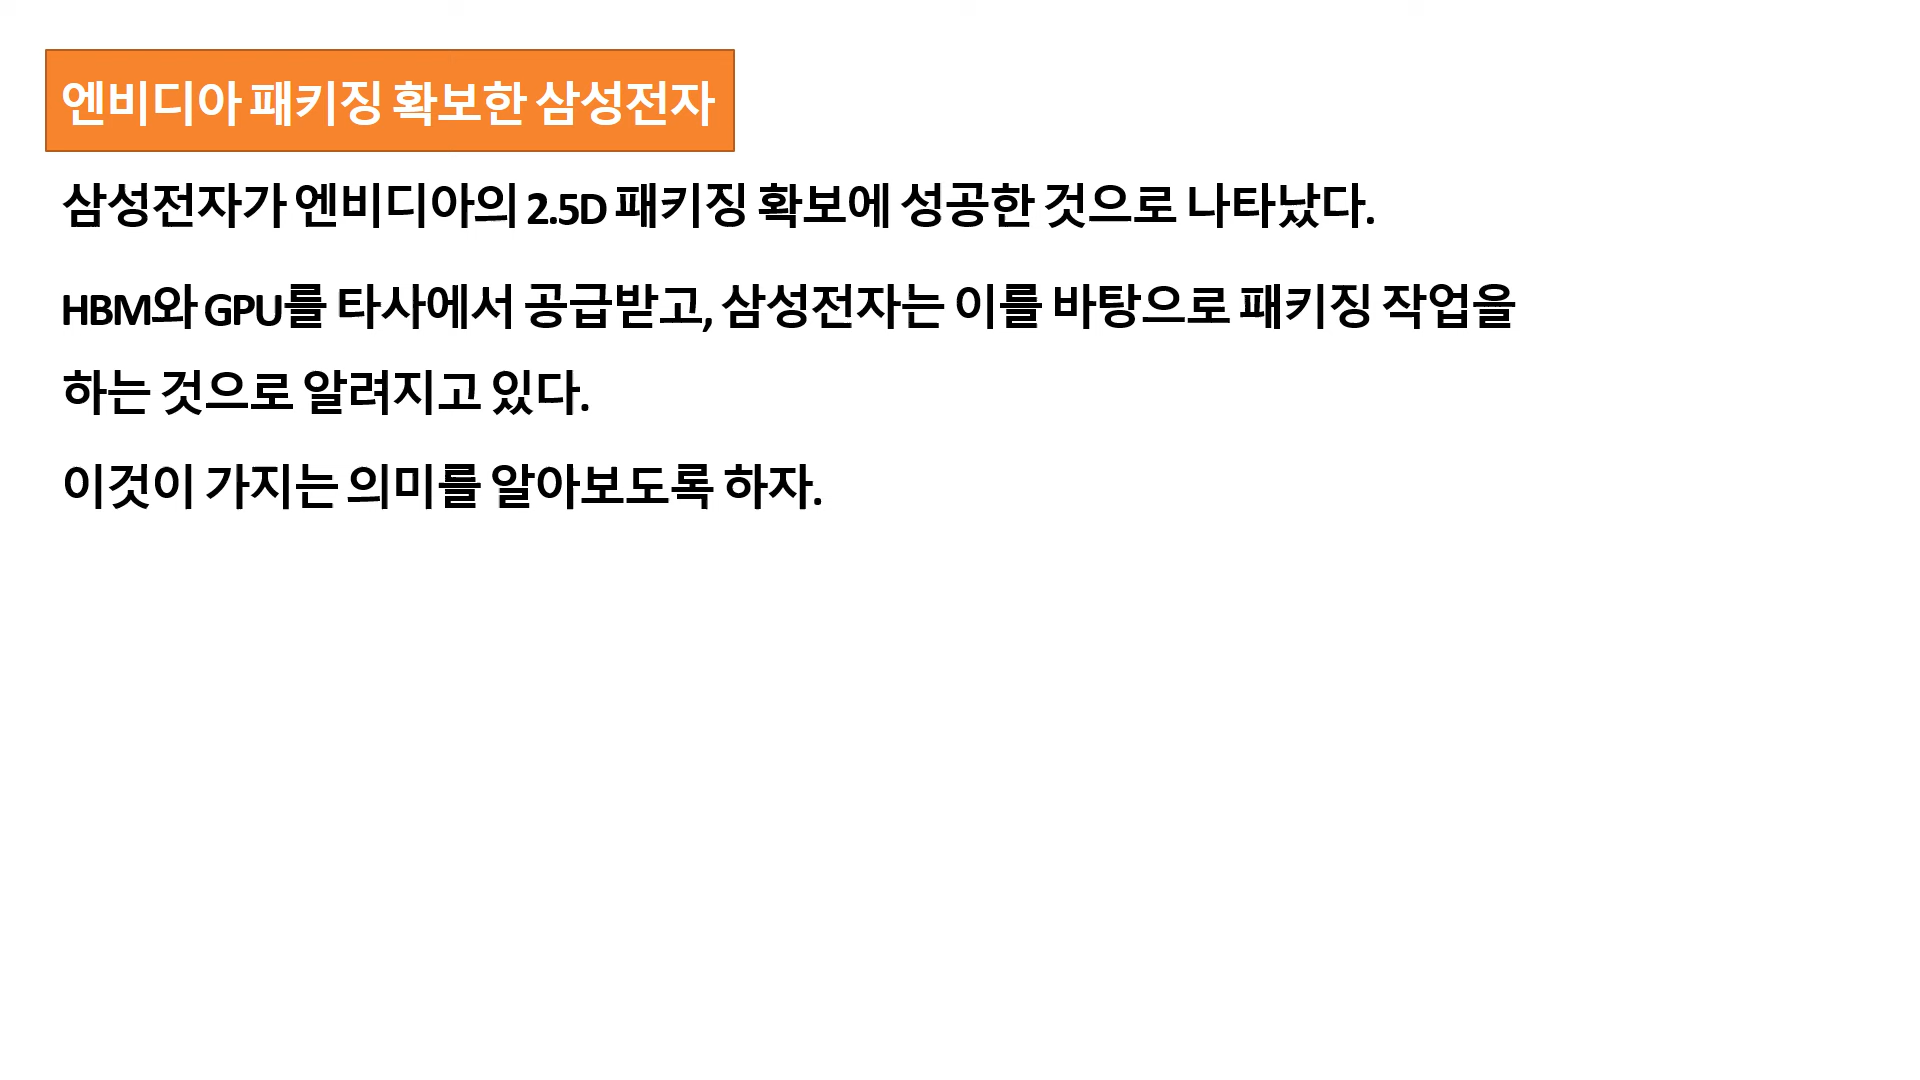 엔비디아 패키징 확보한 삼성전자
삼성전자가 엔비디아의 2.5D 패키징 확보에 성공한 것으로 나타났다.
HBM와 GPU를 타사에서 공급받고, 삼성전자는 이를 바탕으로 패키징 작업을
하는 것으로 알려지고 있다.
이것이 가지는 의미를 알아보도록 하자.